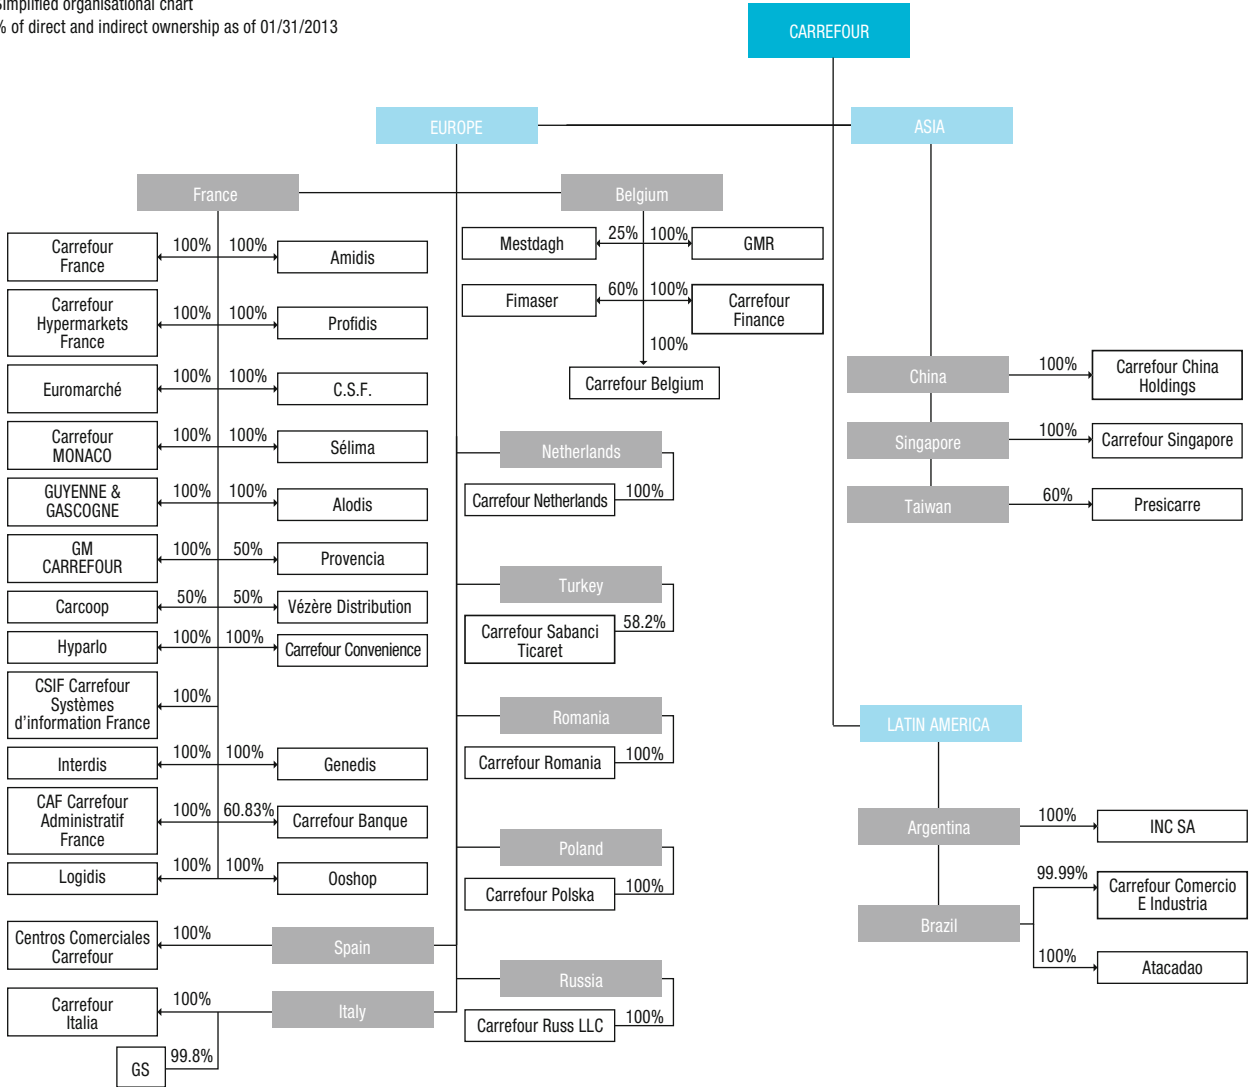 Simplified organisational chart
% of direct and indirect ownership as of 01/31/2013
CARREFOUR
EUROPE
ASIA
France
Belgium
Carrefour
France
100%
100%
Amidis
Mestdagh
25%
100%
GMR
Carrefour
Hypermarkets
France
100%
100%
Profidis
Fimaser
60%
100%
Carrefour
Finance
100%
Carrefour Belgium
Euromarché
100%
100%
C.S.F.
China
100%
Carrefour China
Holdings
Carrefour
MONACO
100%
100%
Sélima
Netherlands
Carrefour Netherlands
100%
Singapore
100%
Carrefour Singapore
GUYENNE &
GASCOGNE
100%
100%
Alodis
Taiwan
60%
Presicarre
GM
CARREFOUR
100%
50%
Provencia
Turkey
Carrefour Sabanci
Ticaret
58.2%
Carcoop
50%
50%
Vézère Distribution
Hyparlo
100%
100%
Carrefour Convenience
CSIF Carrefour
Systèmes
d'information France
100%
Romania
Carrefour Romania
100%
LATIN AMERICA
Interdis
100%
100%
Genedis
CAF Carrefour
Administratif
France
100%
60.83%
Carrefour Banque
Poland
Carrefour Polska
100%
Argentina
100%
INC SA
Logidis
100%
100%
Ooshop
Brazil
99.99%
Carrefour Comercio
E Industria
100%
Atacadao
Centros Comerciales
Carrefour
100%
Spain
Russia
Carrefour Russ LLC
100%
Carrefour
Italia
100%
Italy
GS
99.8%